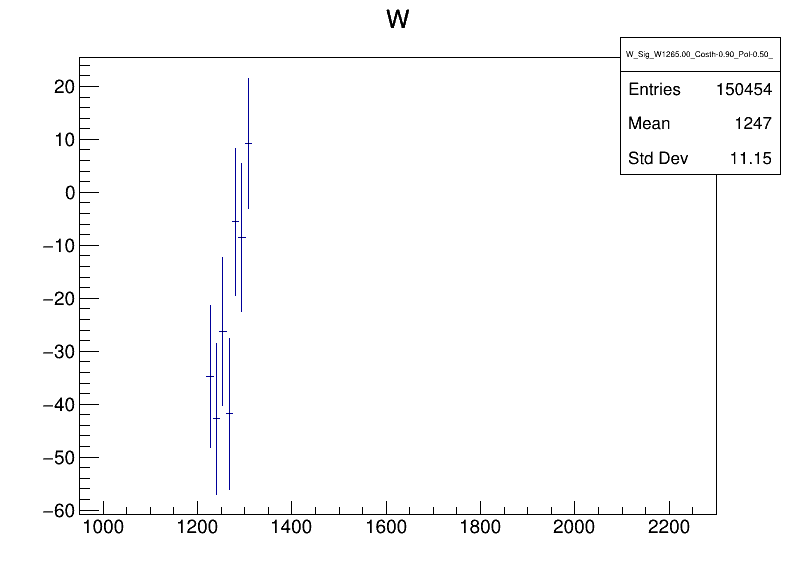 W
W_Sig_W1265.00_Costh-0.90_Pol-0.50_
Entries 150454
Mean 1247
Std Dev 11.15
20
10
0
−10
−20
−30
−40
−50
−60
1000 1200 1400 1600 1800 2000 2200